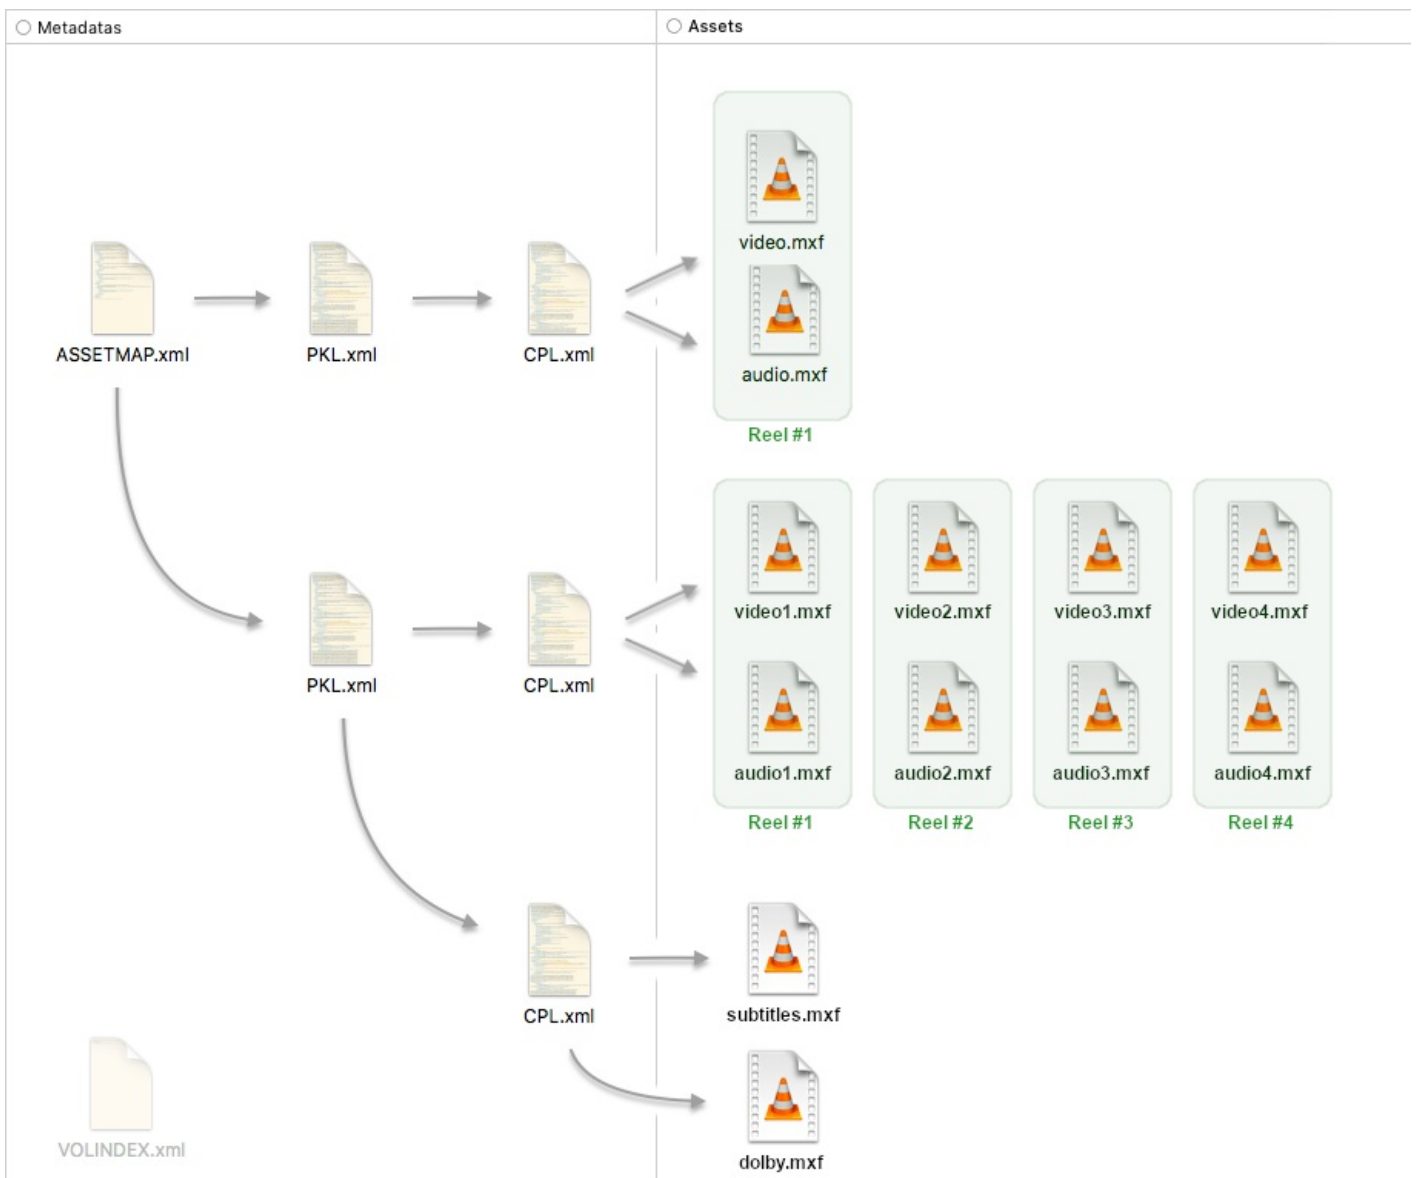 Metadatas
Assets
video.mxf
ASSETMAP.xml
PKL.xml
CPL.xml
audio.mxf
Reel #1
video1.mxf
video2.mxf
video3.mxf
video4.mxf
PKL.xml
CPL.xml
audio1.mxf
audio2.mxf
audio3.mxf
audio4.mxf
Reel #1
Reel #2
Reel #3
Reel #4
CPL.xml
subtitles.mxf
VOLINDEX.xml
dolby.mxf